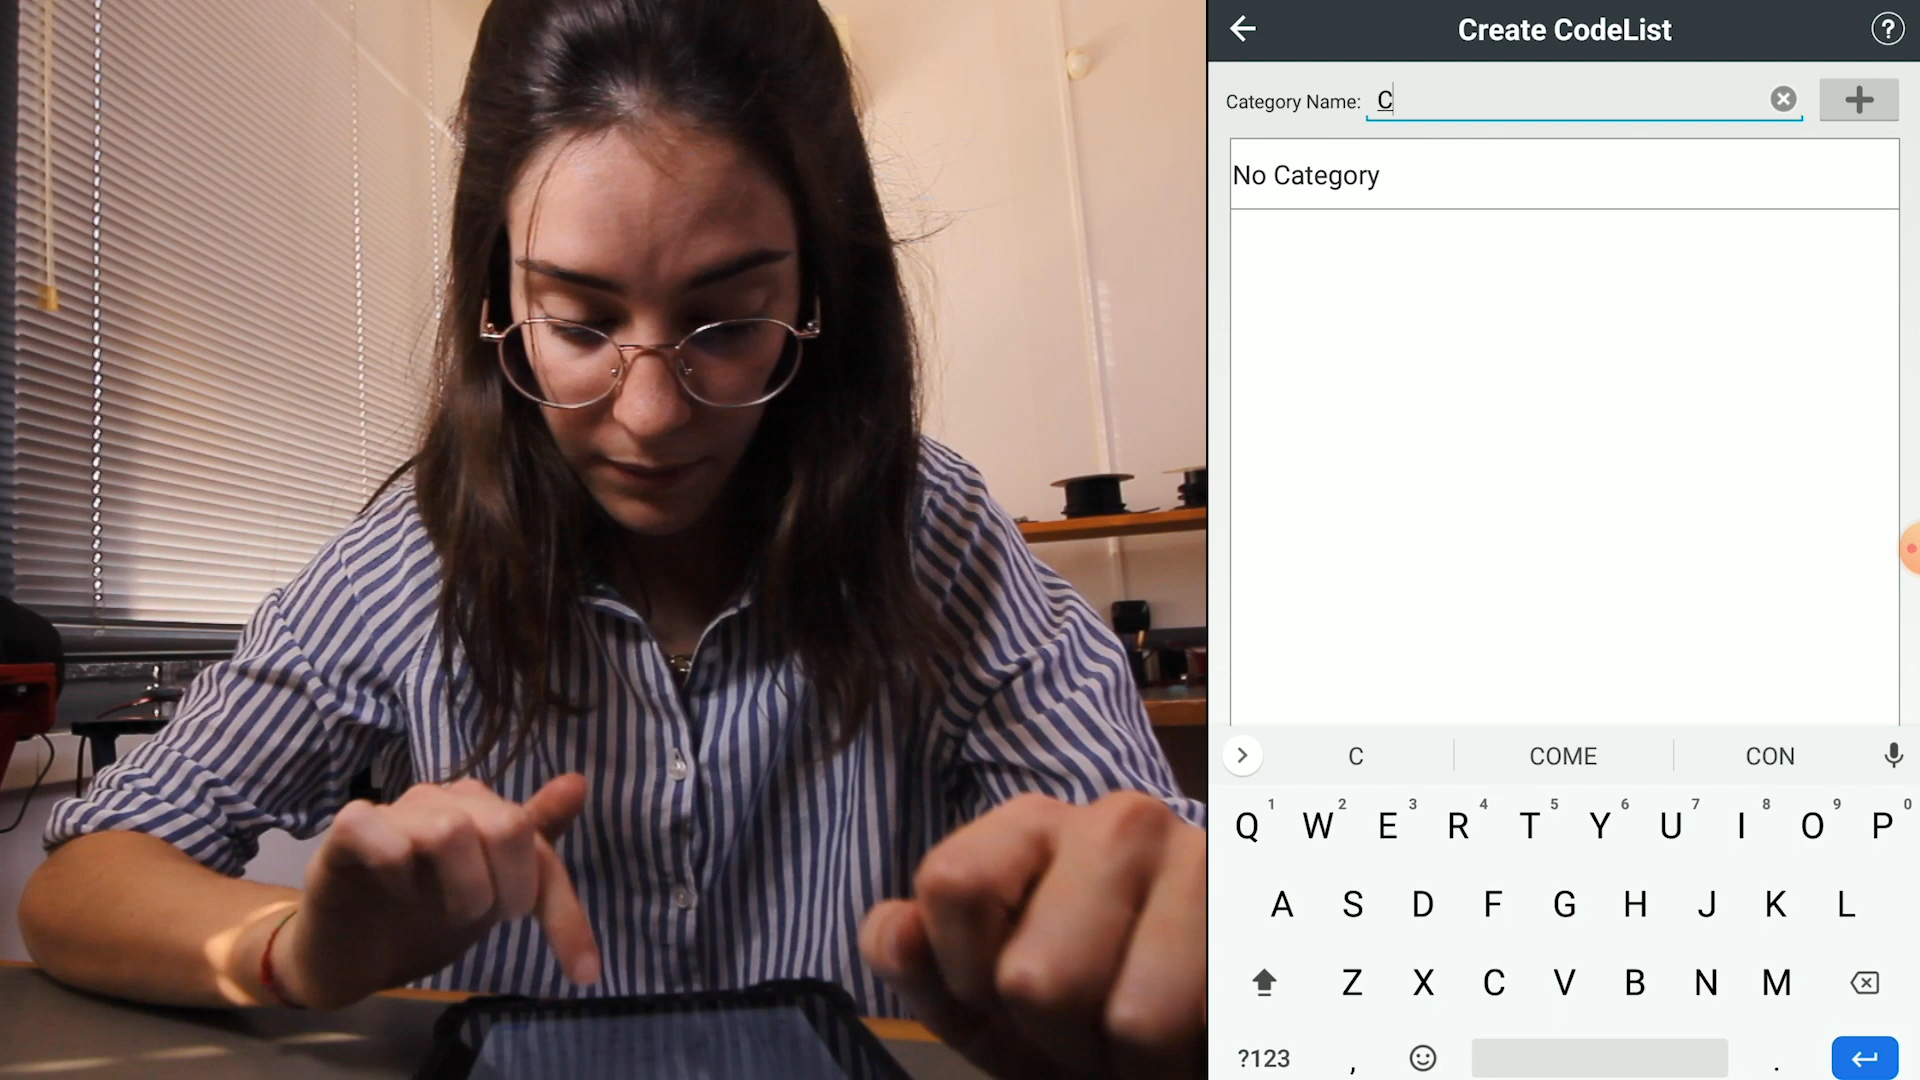 Create CodeList ?
Category Name: C
No Category
C COME CON
1 2 3 4 5 6 7 8 9 0
Q W E R T Y U I O P
A S D F G H J K L
Z X C V B N M
?123 , .